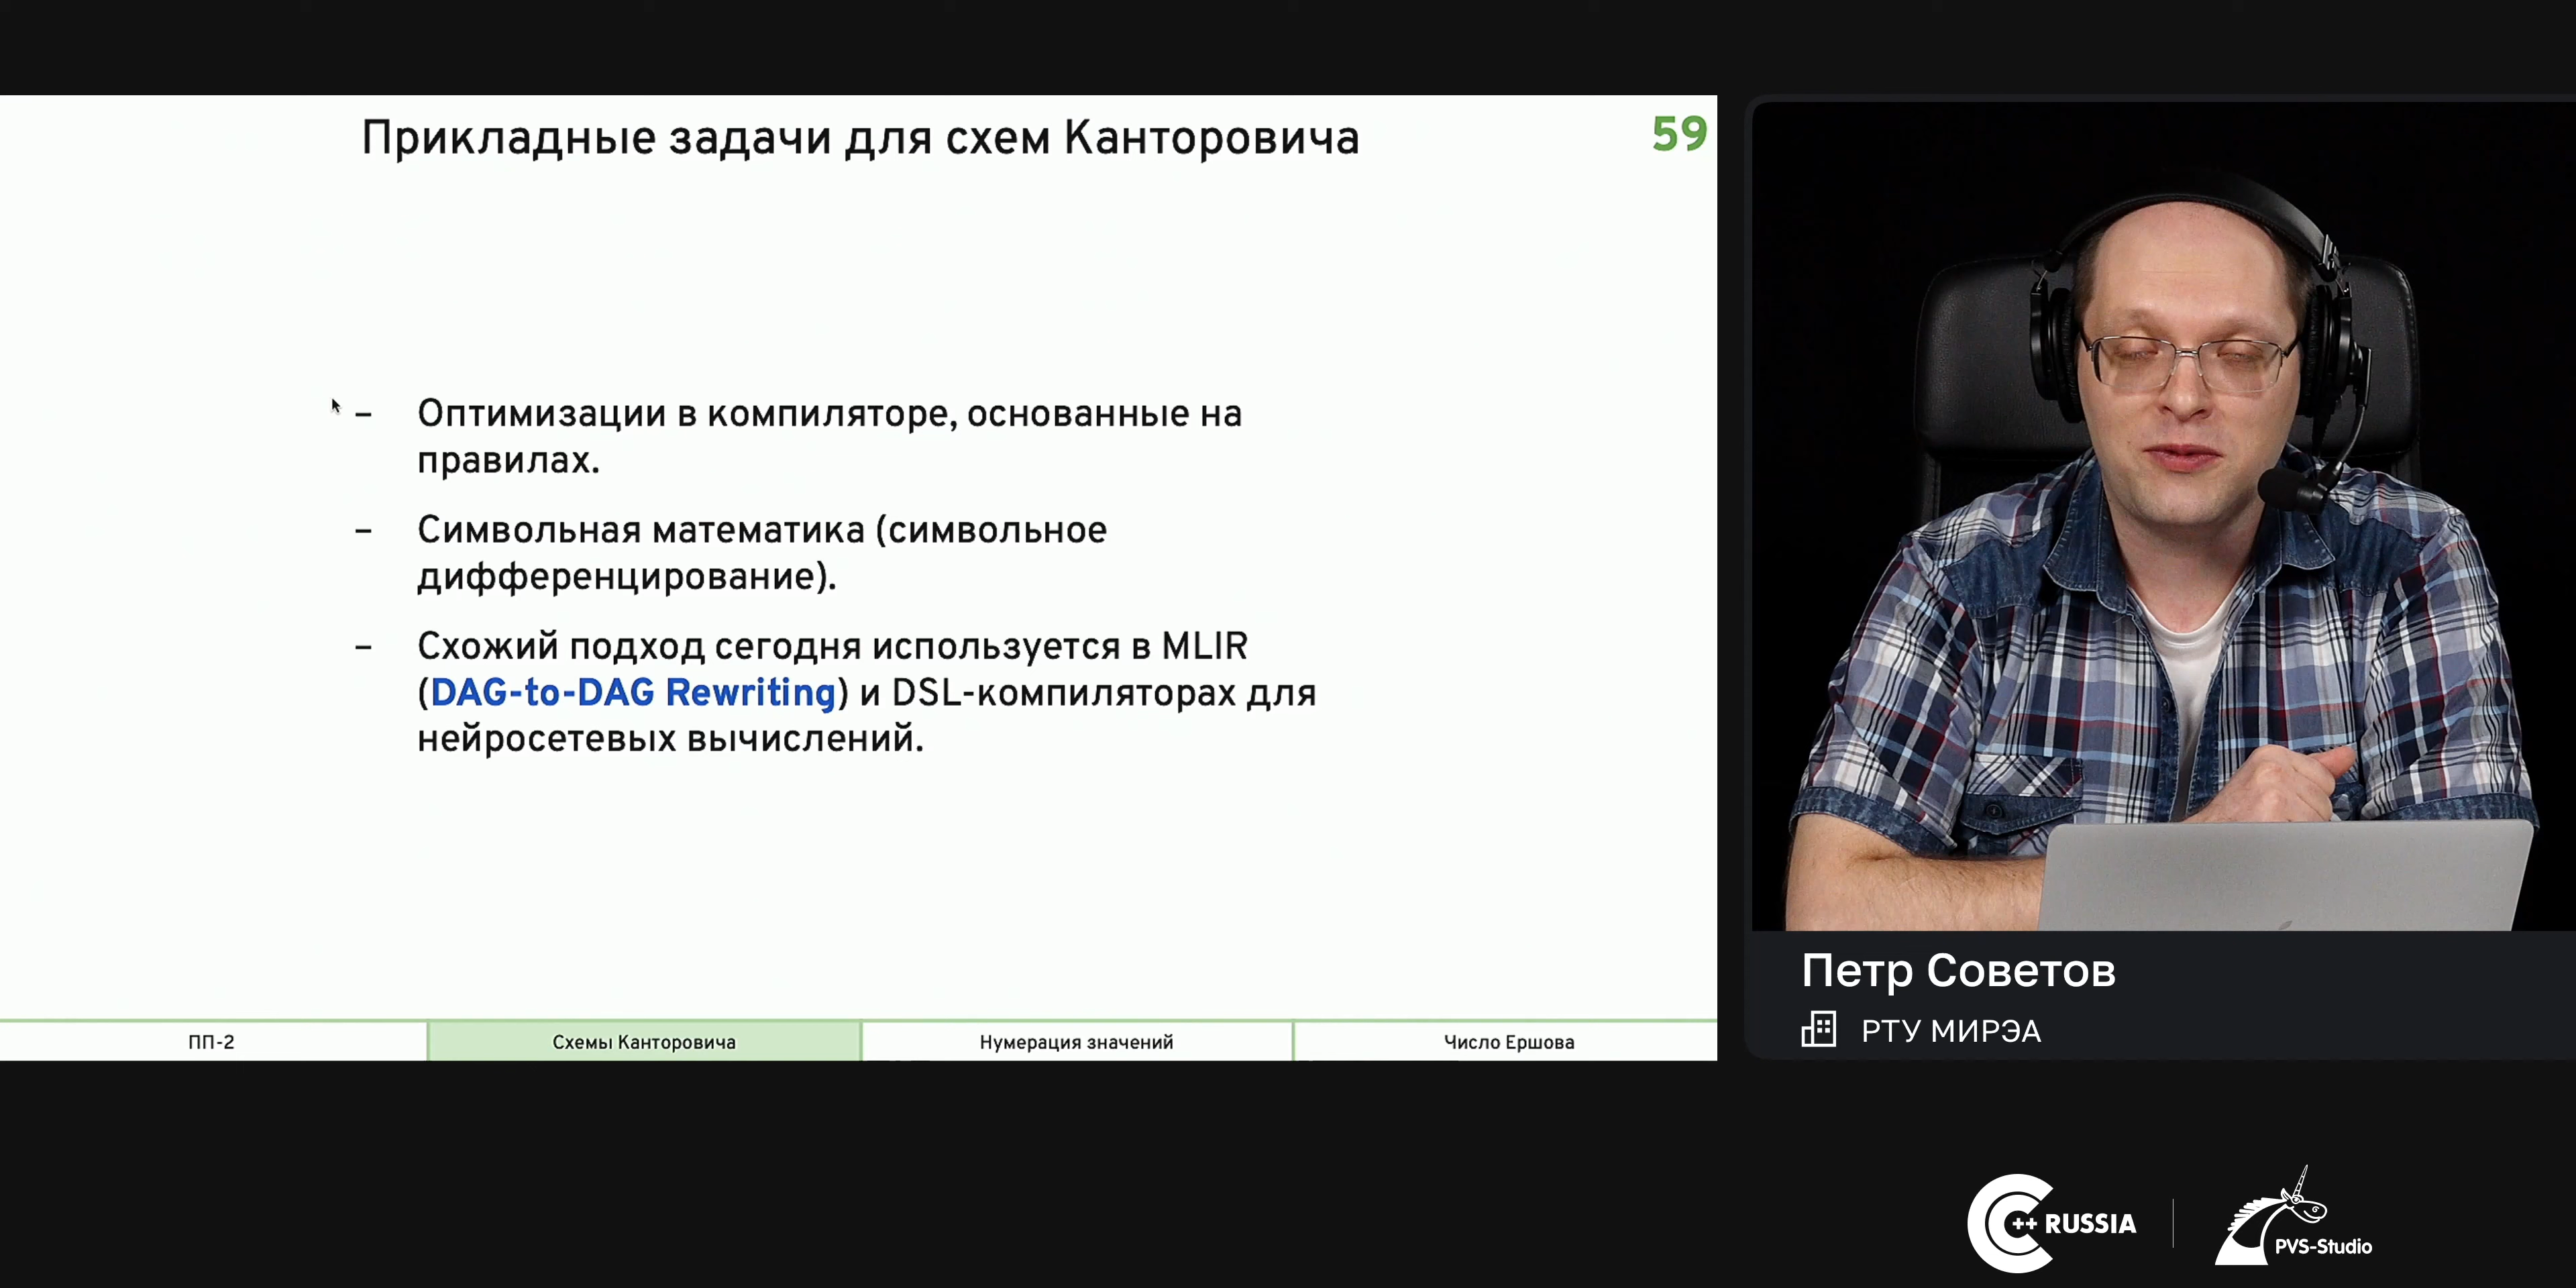 Прикладные задачи для схем Канторовича
59
– Оптимизации в компиляторе, основанные на
правилах.
– Символьная математика (символьное
дифференцирование).
– Схожий подход сегодня используется в MLIR
(DAG-to-DAG Rewriting) и DSL-компиляторах для
нейросетевых вычислений.
ПП-2
Схемы Канторовича
Нумерация значений
Число Ершова
Петр Советов
РТУ МИРЭА
C++ RUSSIA
PVS-Studio